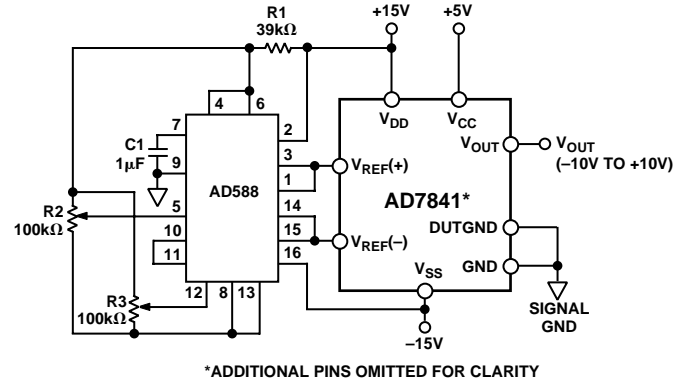 R1
39kΩ
+15V
+5V
4
6
7
2
C1
1µF
9
3
1
AD588
5
14
10
15
11
16
12
8
13
R2
100kΩ
R3
100kΩ
VDD
VCC
VOUT
VOUT
(–10V TO +10V)
VREF(+)
AD7841*
DUTGND
VREF(–)
GND
VSS
SIGNAL
GND
–15V
*ADDITIONAL PINS OMITTED FOR CLARITY